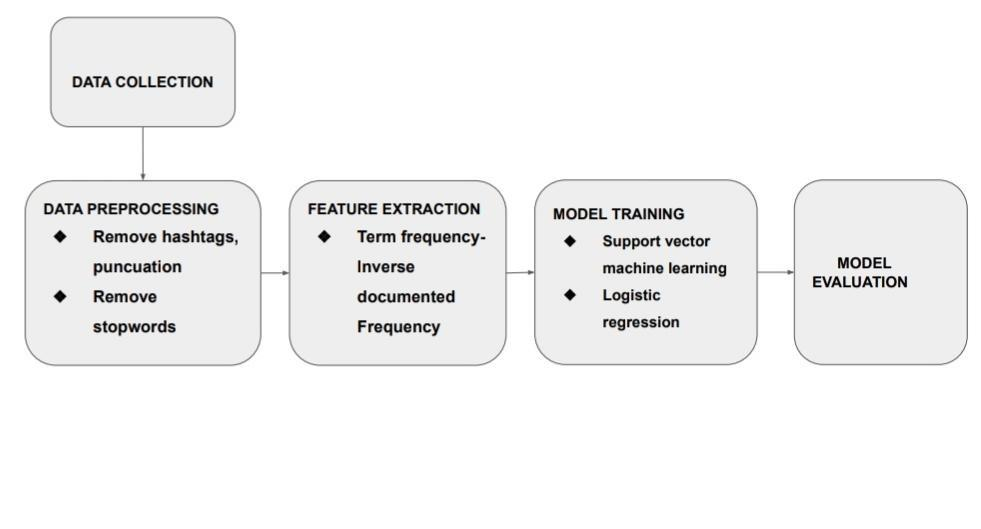 DATA COLLECTION
DATA PREPROCESSING
◆ Remove hashtags,
puncuation
◆ Remove
stopwords
FEATURE EXTRACTION
◆ Term frequency-
Inverse
documented
Frequency
MODEL TRAINING
◆ Support vector
machine learning
◆ Logistic
regression
MODEL
EVALUATION